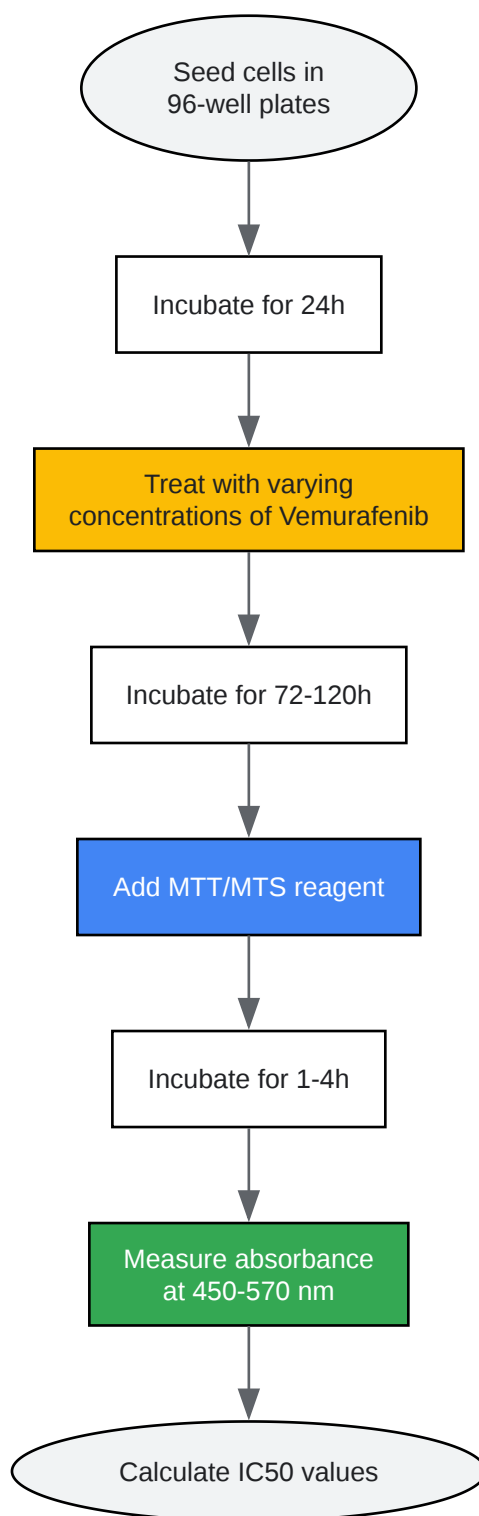 Seed cells in
96-well plates
Incubate for 24h
Treat with varying
concentrations of Vemurafenib
Incubate for 72-120h
Add MTT/MTS reagent
Incubate for 1-4h
Measure absorbance
at 450-570 nm
Calculate IC50 values